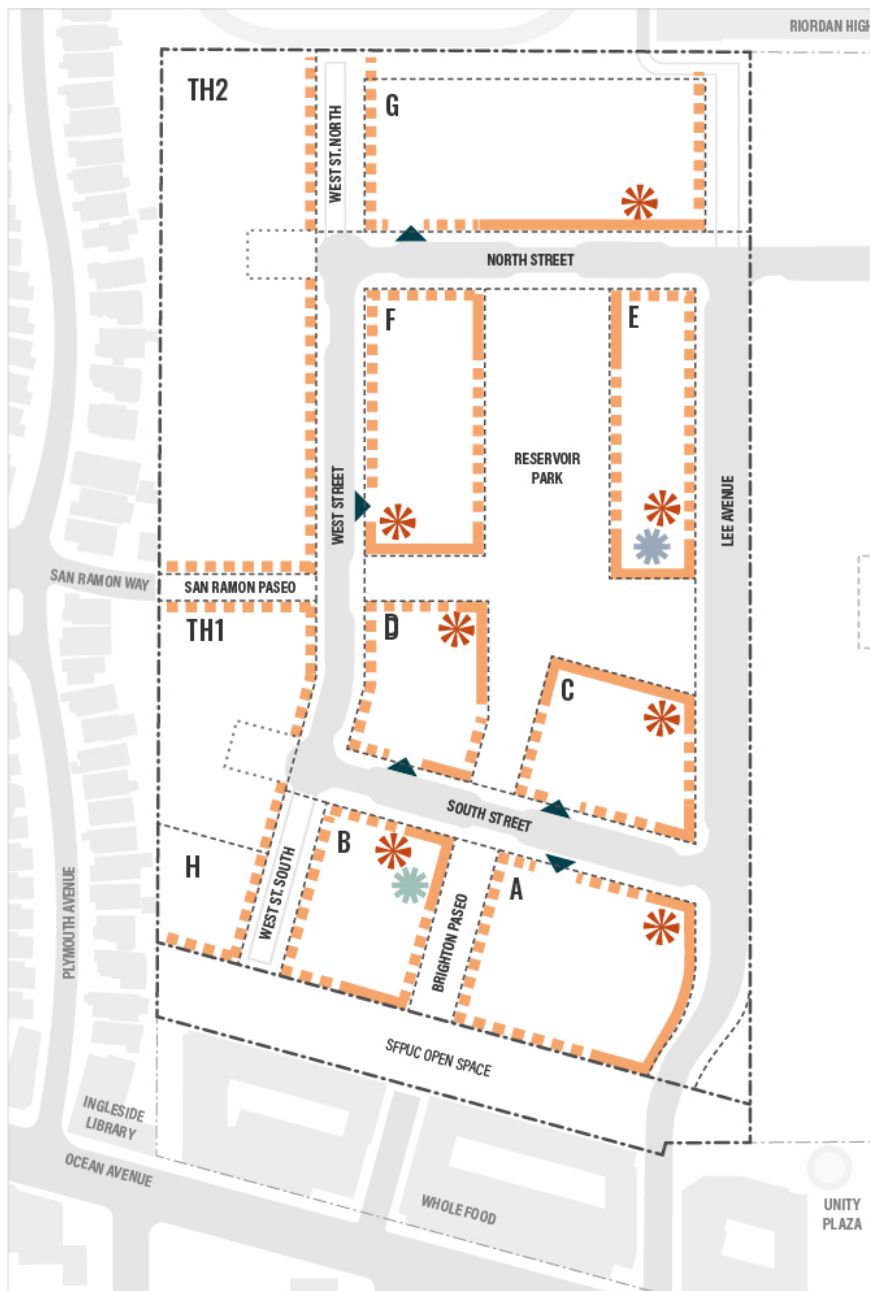 RIORDAN HIGH
TH2
WEST ST. NORTH
G
NORTH STREET
F
E
RESERVOIR
PARK
WEST STREET
LEE AVENUE
SAN RAMON WAY
SAN RAMON PASEO
TH1
D
C
SOUTH STREET
B
A
H
WEST ST. SOUTH
BRIGHTON PASEO
PLYMOUTH AVENUE
SFPUC OPEN SPACE
INGLESIDE
LIBRARY
OCEAN AVENUE
WHOLE FOOD
UNITY
PLAZA